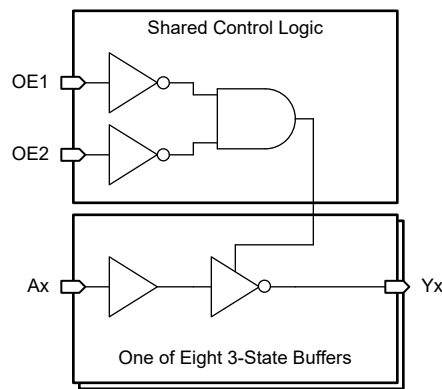 Shared Control Logic
OE1
OE2
Ax
Yx
One of Eight 3-State Buffers